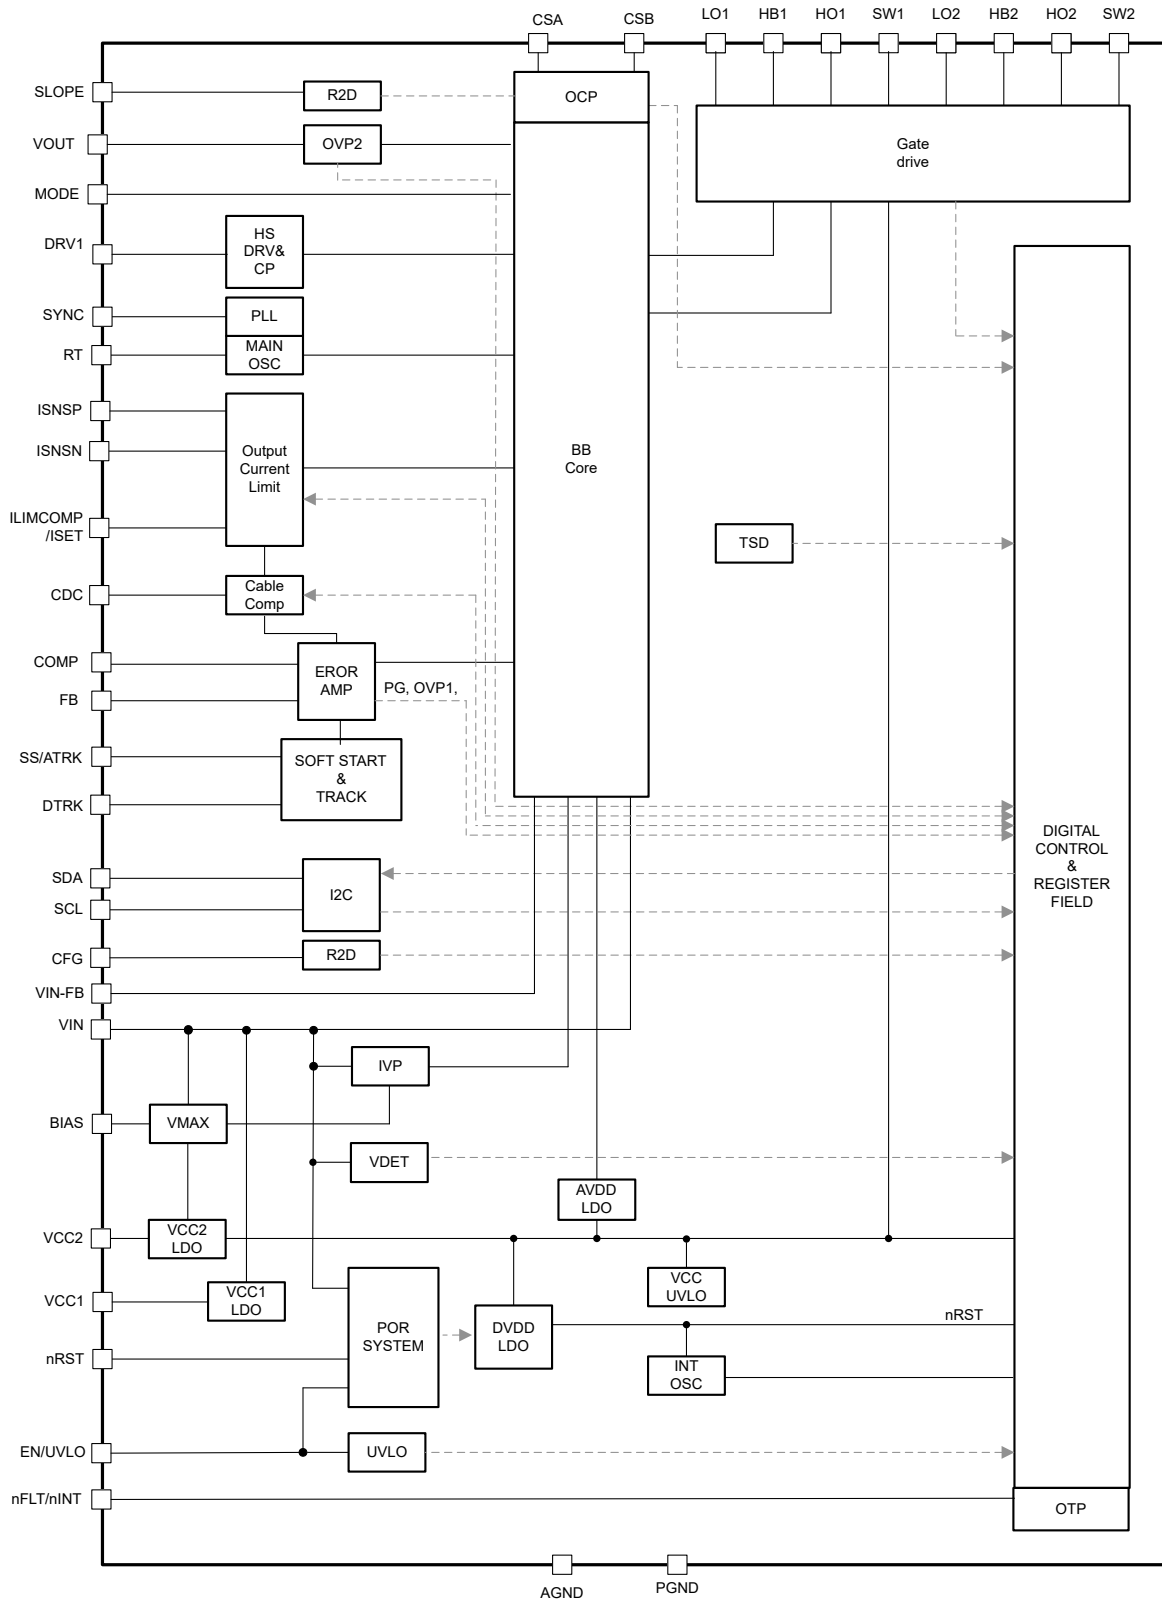 CSA
CSB
LO1
HB1
HO1
SW1
LO2
HB2
HO2
SW2
SLOPE
R2D
OCP
VOUT
OVP2
Gate
drive
MODE
DRV1
HS
DRV&
CP
SYNC
PLL
RT
MAIN
OSC
ISNSP
ISNSN
Output
Current
Limit
BB
Core
ILIMCOMP
/ISET
TSD
CDC
Cable
Comp
COMP
EROR
AMP
PG, OVP1,
FB
SS/ATRK
SOFT START
&
TRACK
DTRK
DIGITAL
CONTROL
&
REGISTER
FIELD
SDA
I2C
SCL
CFG
R2D
VIN-FB
VIN
IVP
BIAS
VMAX
VDET
AVDD
LDO
VCC2
VCC2
LDO
VCC
UVLO
VCC1
VCC1
LDO
nRST
POR
SYSTEM
DVDD
LDO
nRST
INT
OSC
EN/UVLO
UVLO
nFLT/nINT
OTP
AGND
PGND